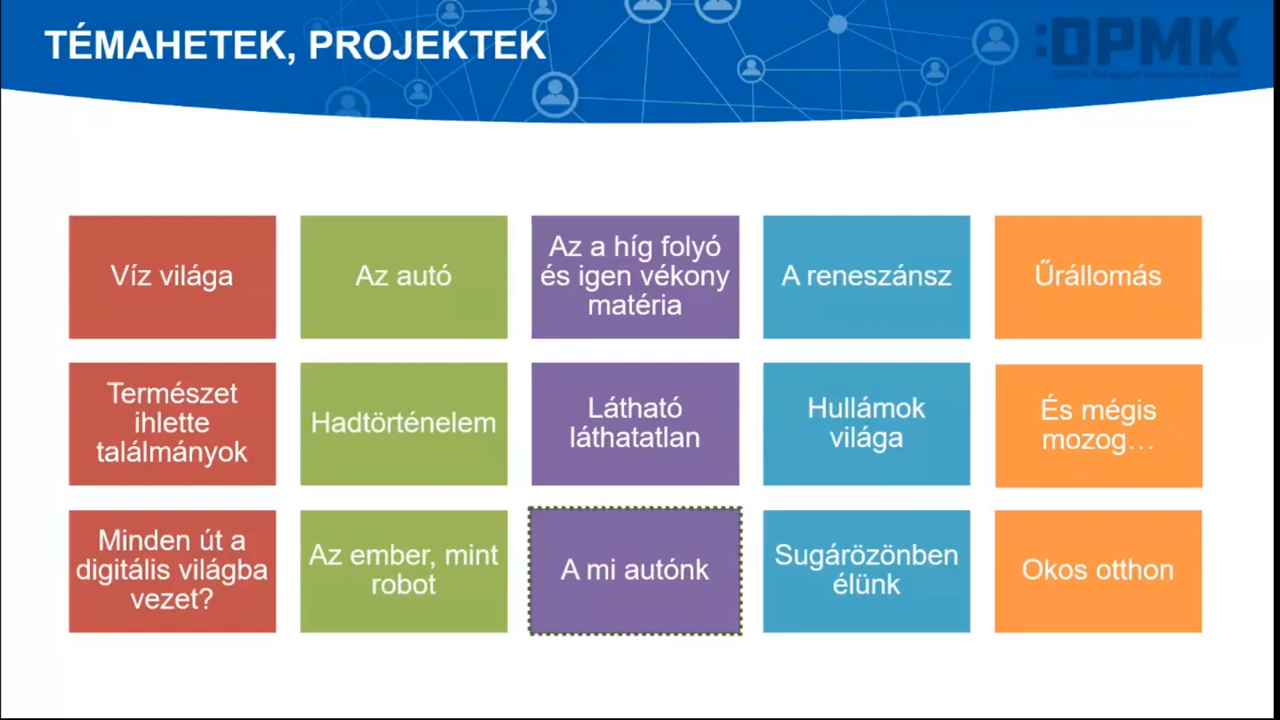 TÉMAHETEK, PROJEKTEK
:DPMK
Víz világa
Az autó
Az a híg folyó
és igen vékony
matéria
A reneszánsz
Űrállomás
Természet
ihlette
találmányok
Hadtörténelem
Látható
láthatatlan
Hullámok
világa
És mégis
mozog…
Minden út a
digitális világba
vezet?
Az ember, mint
robot
A mi autónk
Sugárözönben
élünk
Okos otthon